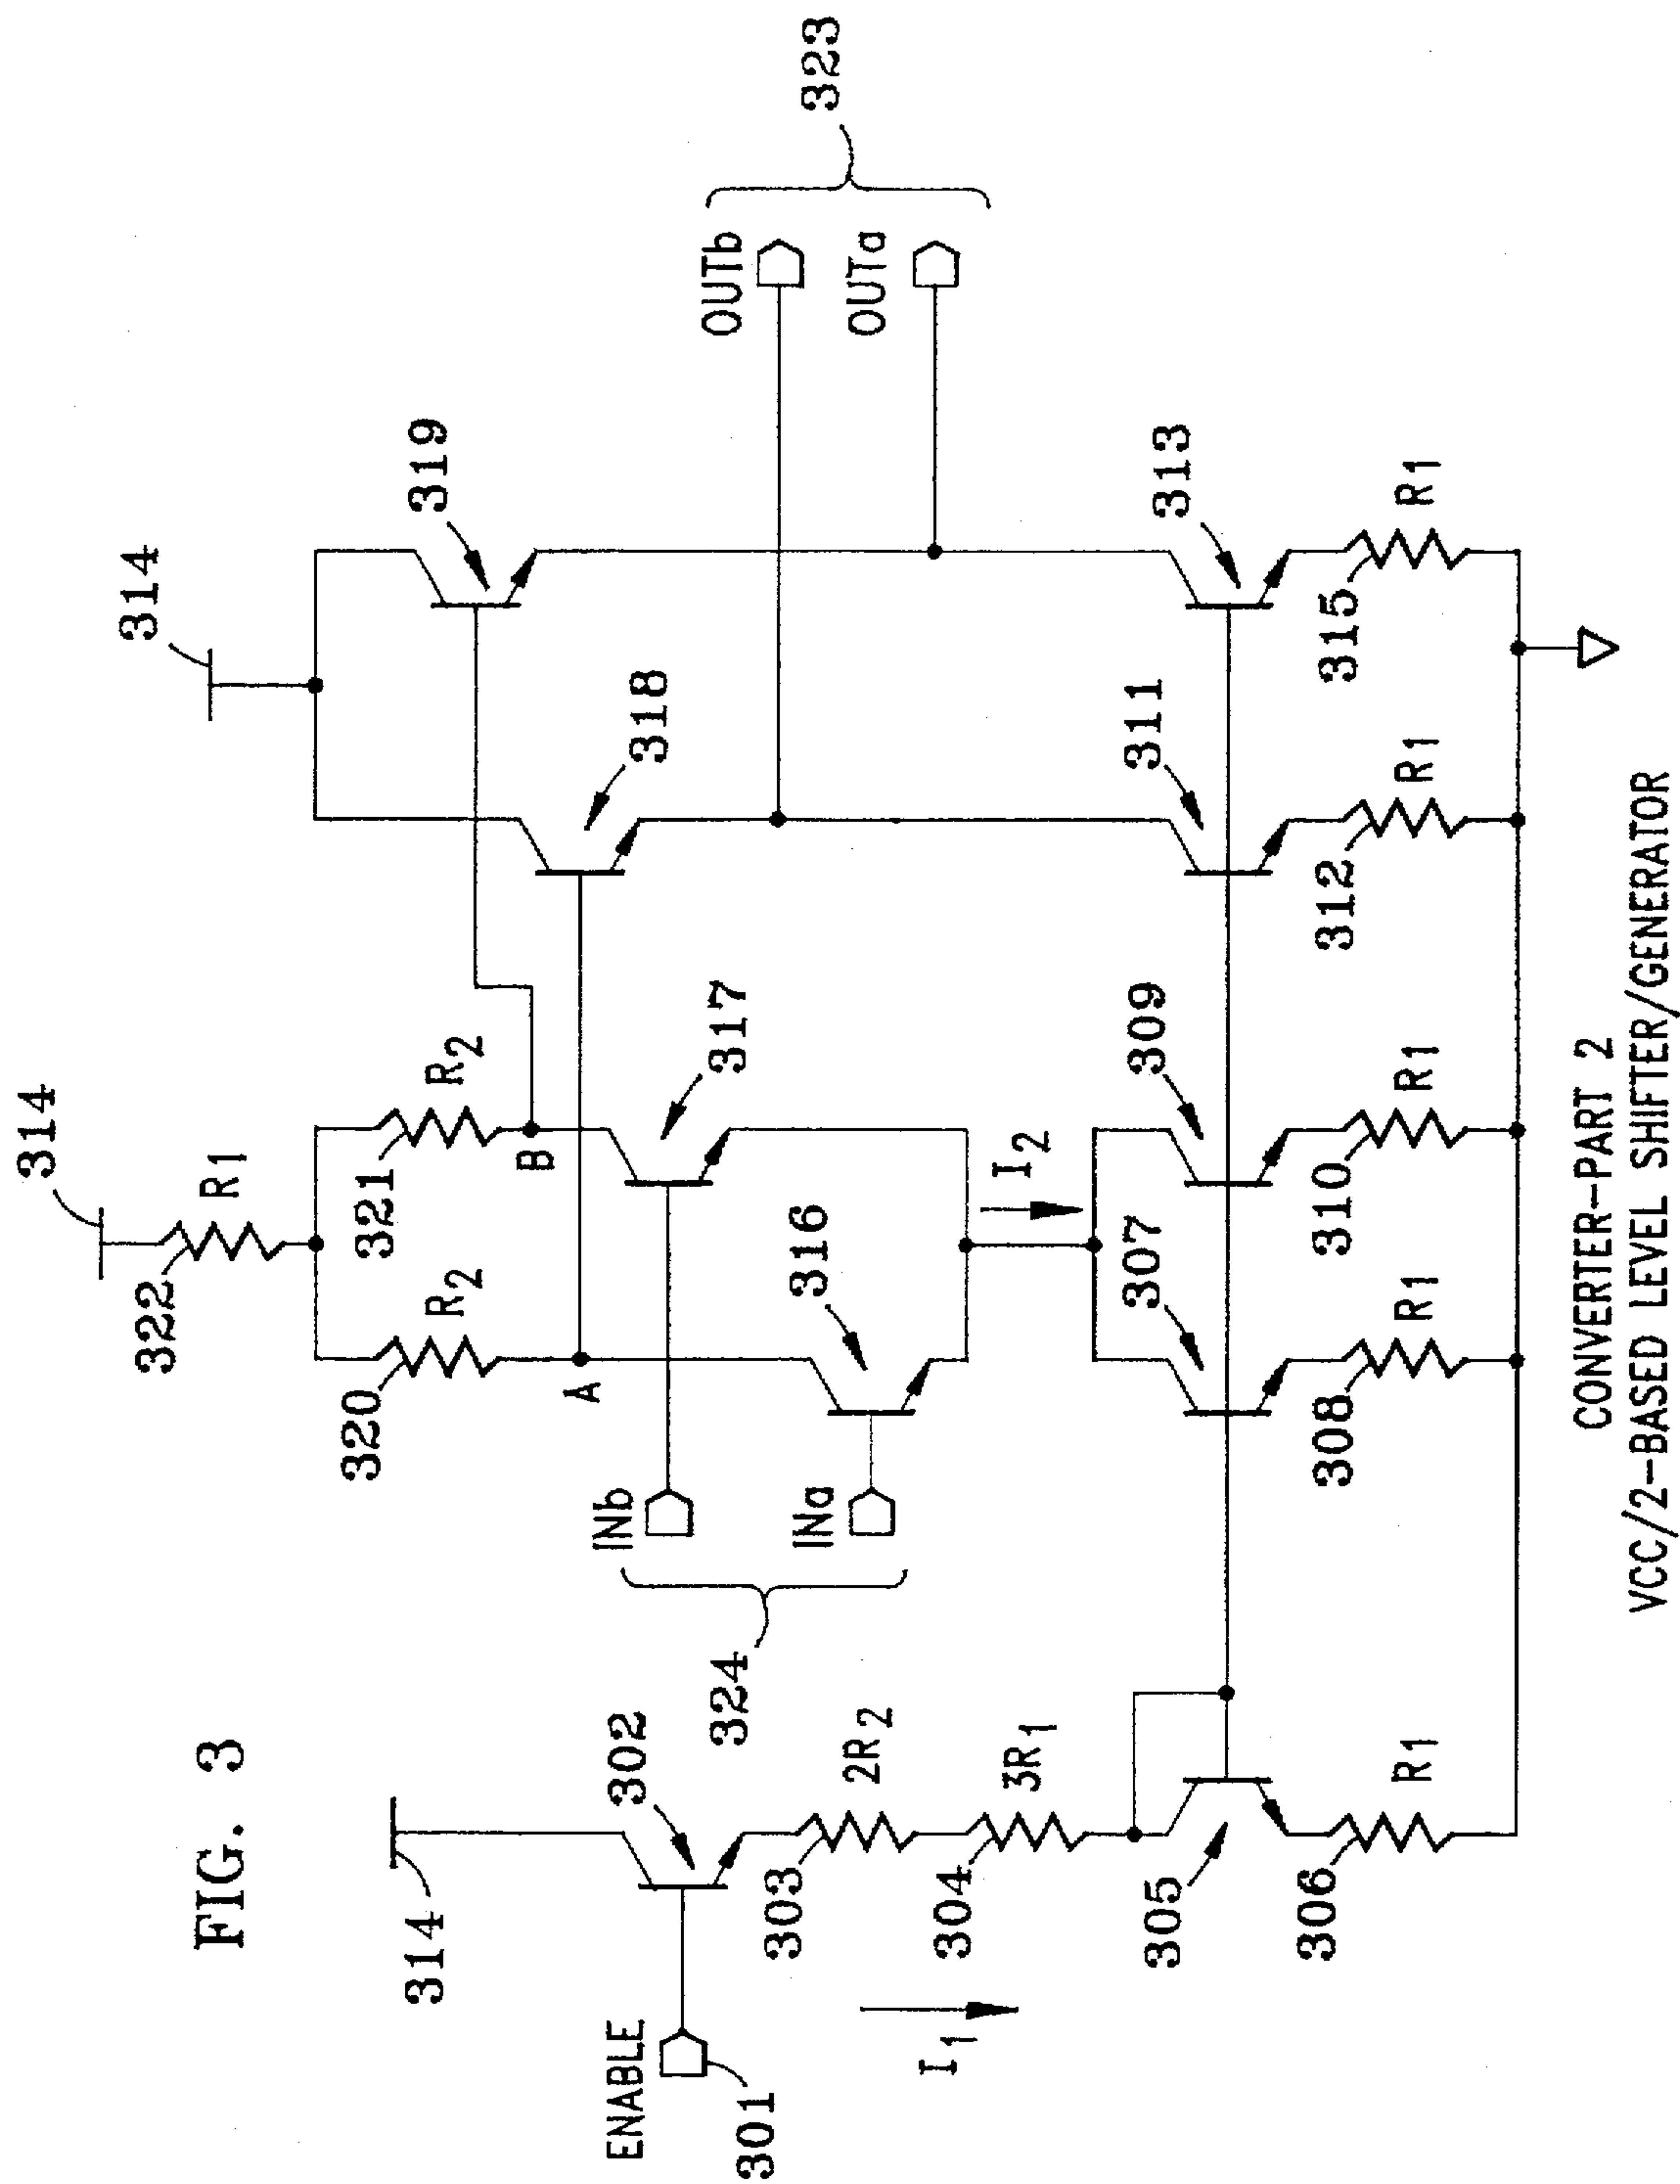 FIG. 3
314
ENABLE
301
302
I1
303
2R2
304
3R1
305
306
R1
314
322
R1
320
R2
321
R2
A
B
INb
INa
324
316
317
I2
307
309
308
R1
310
R1
314
318
319
OUTb
OUTa
323
311
313
312
R1
315
R1
CONVERTER-PART 2
VCC/2-BASED LEVEL SHIFTER/GENERATOR